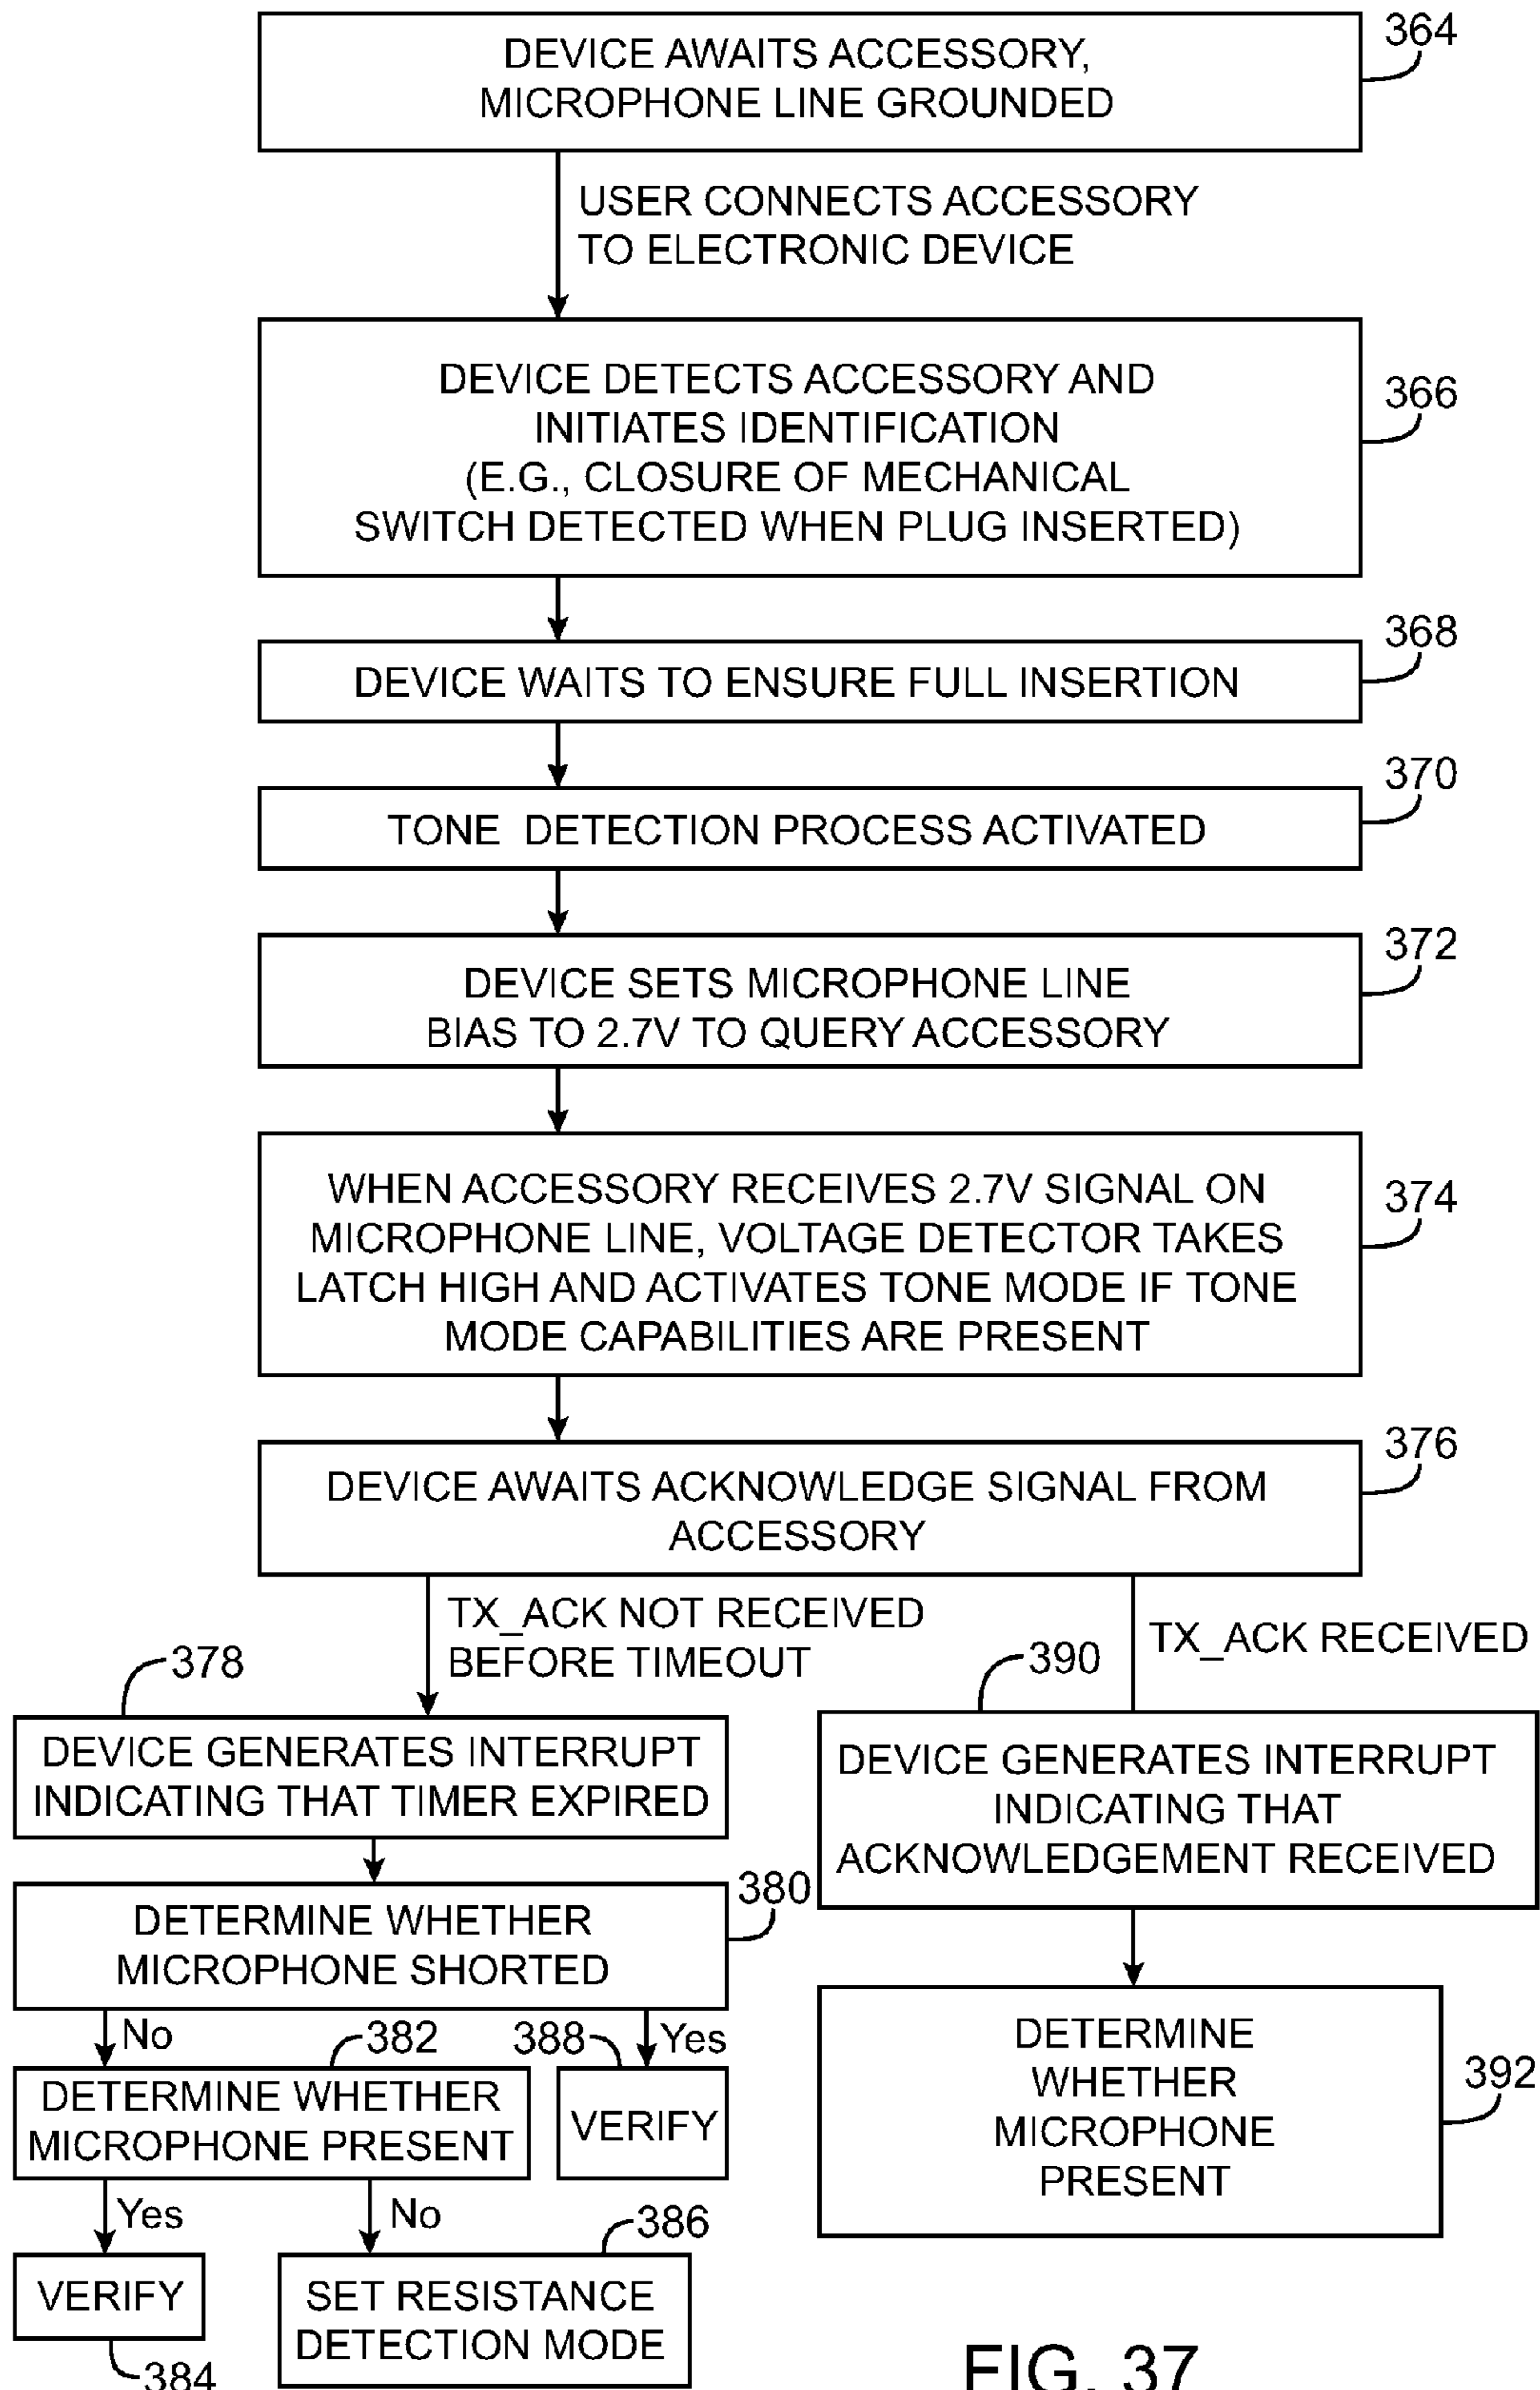 364
DEVICE AWAITS ACCESSORY,
MICROPHONE LINE GROUNDED
USER CONNECTS ACCESSORY
TO ELECTRONIC DEVICE
366
DEVICE DETECTS ACCESSORY AND
INITIATES IDENTIFICATION
(E.G., CLOSURE OF MECHANICAL
SWITCH DETECTED WHEN PLUG INSERTED)
368
DEVICE WAITS TO ENSURE FULL INSERTION
370
TONE DETECTION PROCESS ACTIVATED
372
DEVICE SETS MICROPHONE LINE
BIAS TO 2.7V TO QUERY ACCESSORY
374
WHEN ACCESSORY RECEIVES 2.7V SIGNAL ON
MICROPHONE LINE, VOLTAGE DETECTOR TAKES
LATCH HIGH AND ACTIVATES TONE MODE IF TONE
MODE CAPABILITIES ARE PRESENT
376
DEVICE AWAITS ACKNOWLEDGE SIGNAL FROM
ACCESSORY
TX_ACK NOT RECEIVED
BEFORE TIMEOUT
378
DEVICE GENERATES INTERRUPT
INDICATING THAT TIMER EXPIRED
380
DETERMINE WHETHER
MICROPHONE SHORTED
No
382
388
Yes
DETERMINE WHETHER
MICROPHONE PRESENT
VERIFY
Yes
No
386
VERIFY
384
SET RESISTANCE
DETECTION MODE
TX_ACK RECEIVED
390
DEVICE GENERATES INTERRUPT
INDICATING THAT
ACKNOWLEDGEMENT RECEIVED
DETERMINE
WHETHER
MICROPHONE
PRESENT
392
FIG. 37